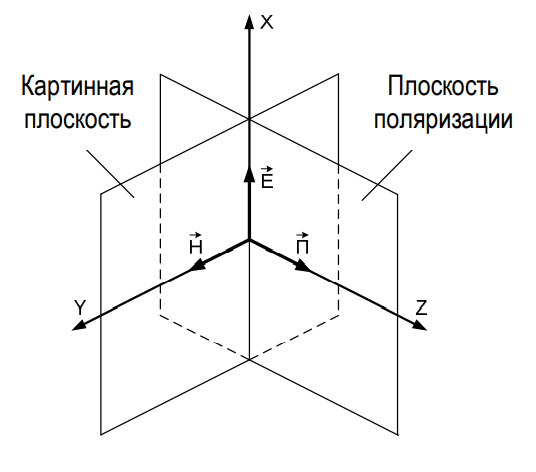 X
Картинная
плоскость
Плоскость
поляризации
E
H
П
Y
Z